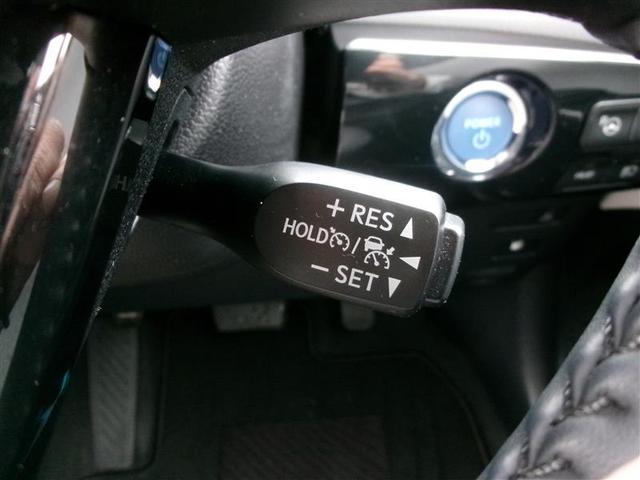 + RES
HOLD /
- SET
POWER